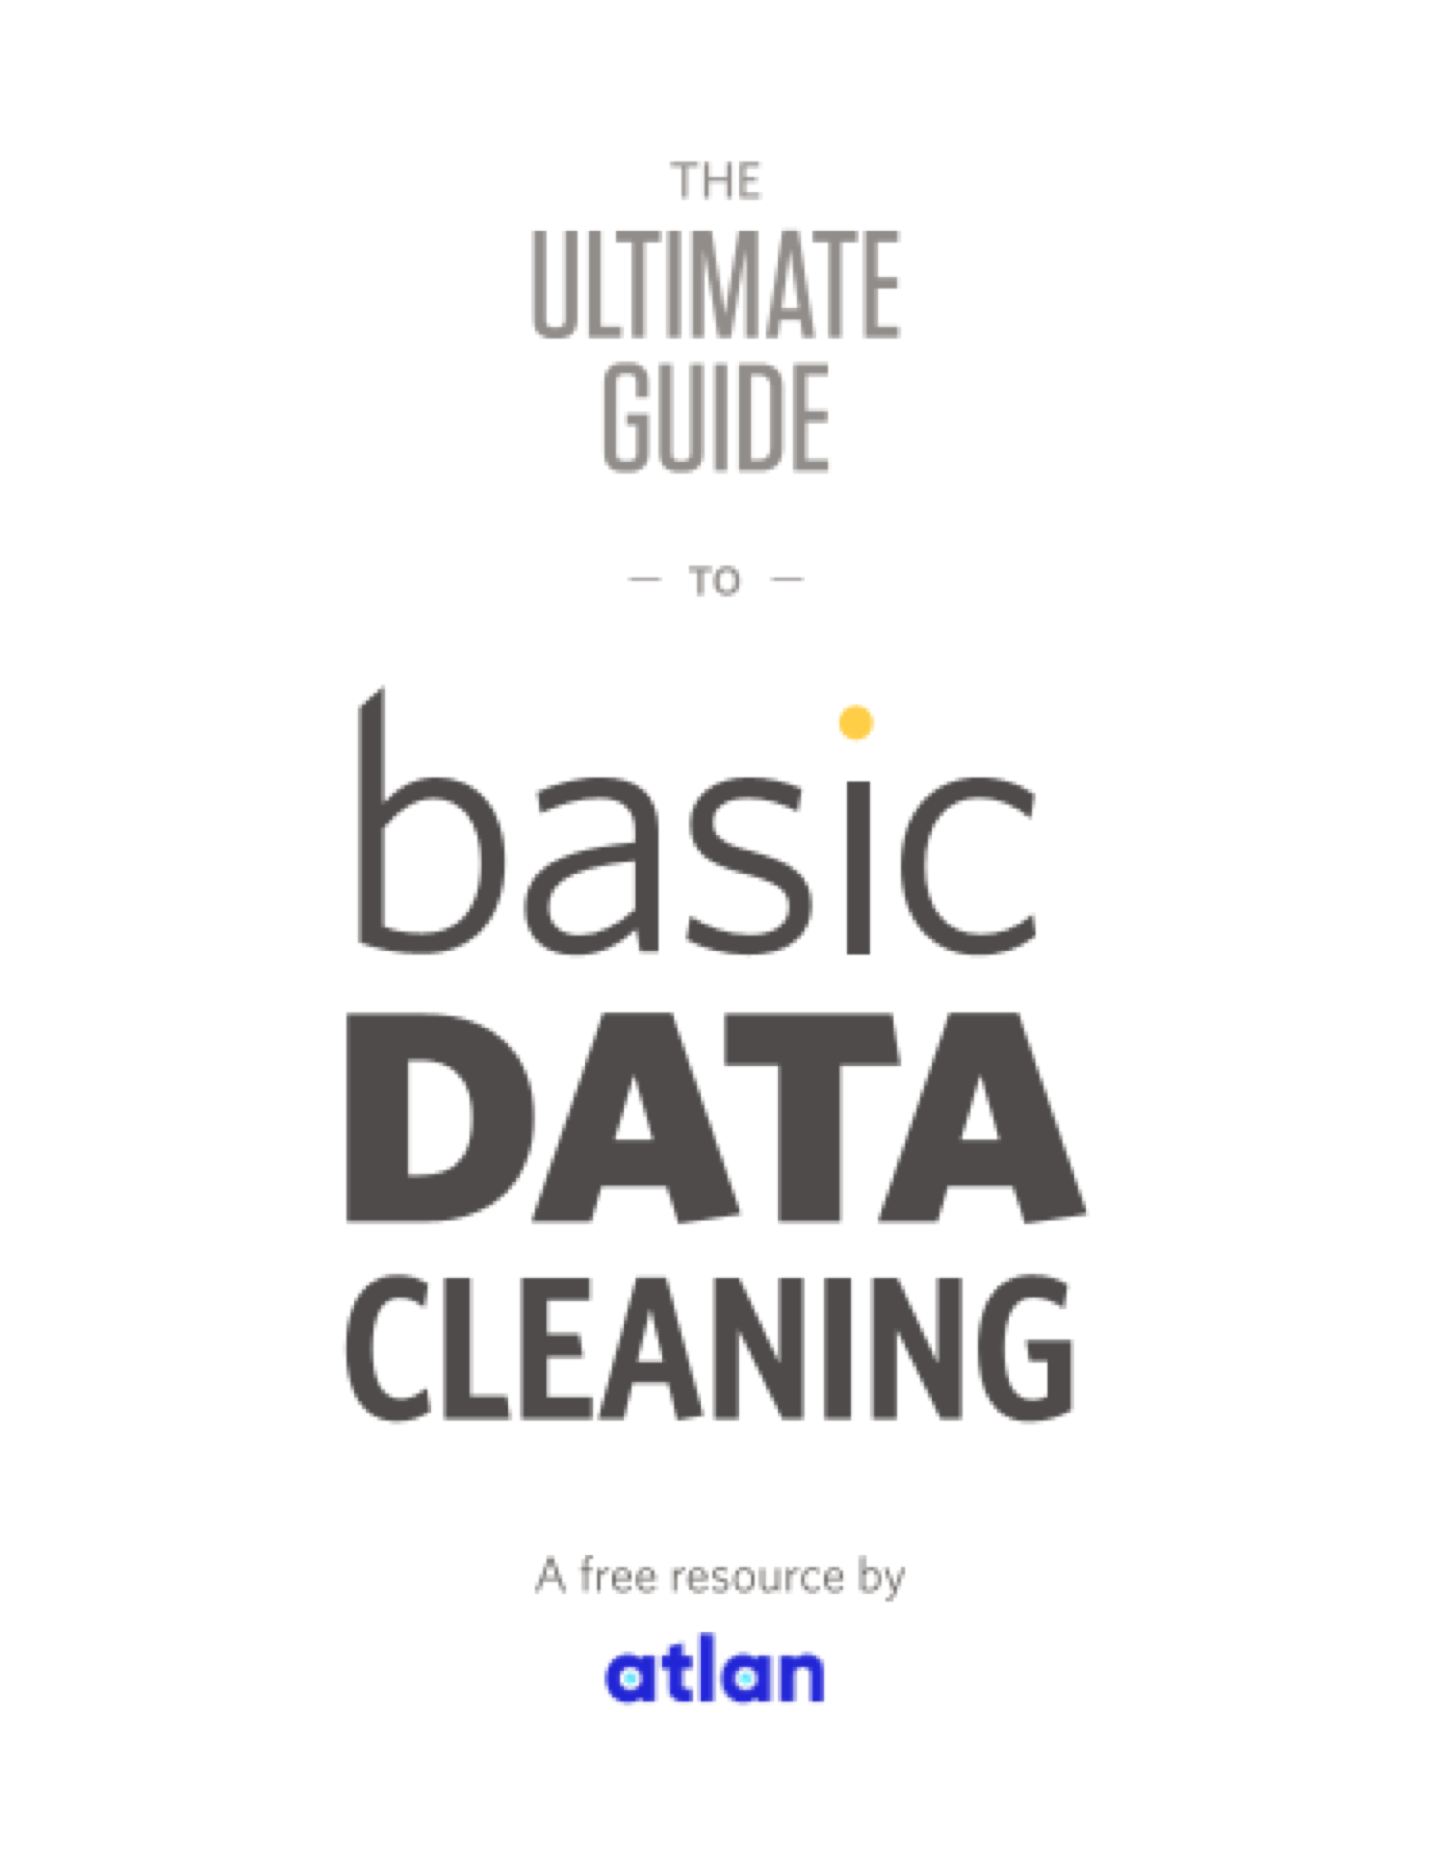 THE
ULTIMATE
GUIDE
— TO —
basic
DATA
CLEANING
A free resource by
atlan